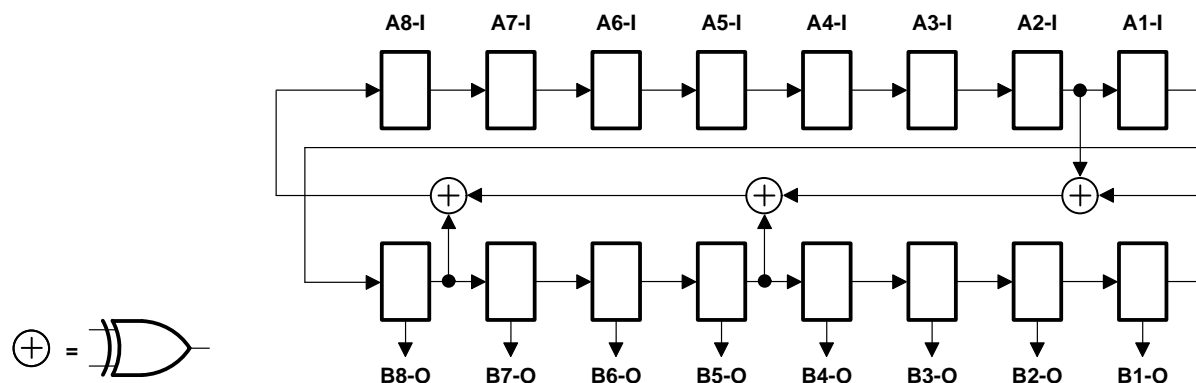 A8-I A7-I A6-I A5-I A4-I A3-I A2-I A1-I
=
B8-O B7-O B6-O B5-O B4-O B3-O B2-O B1-O